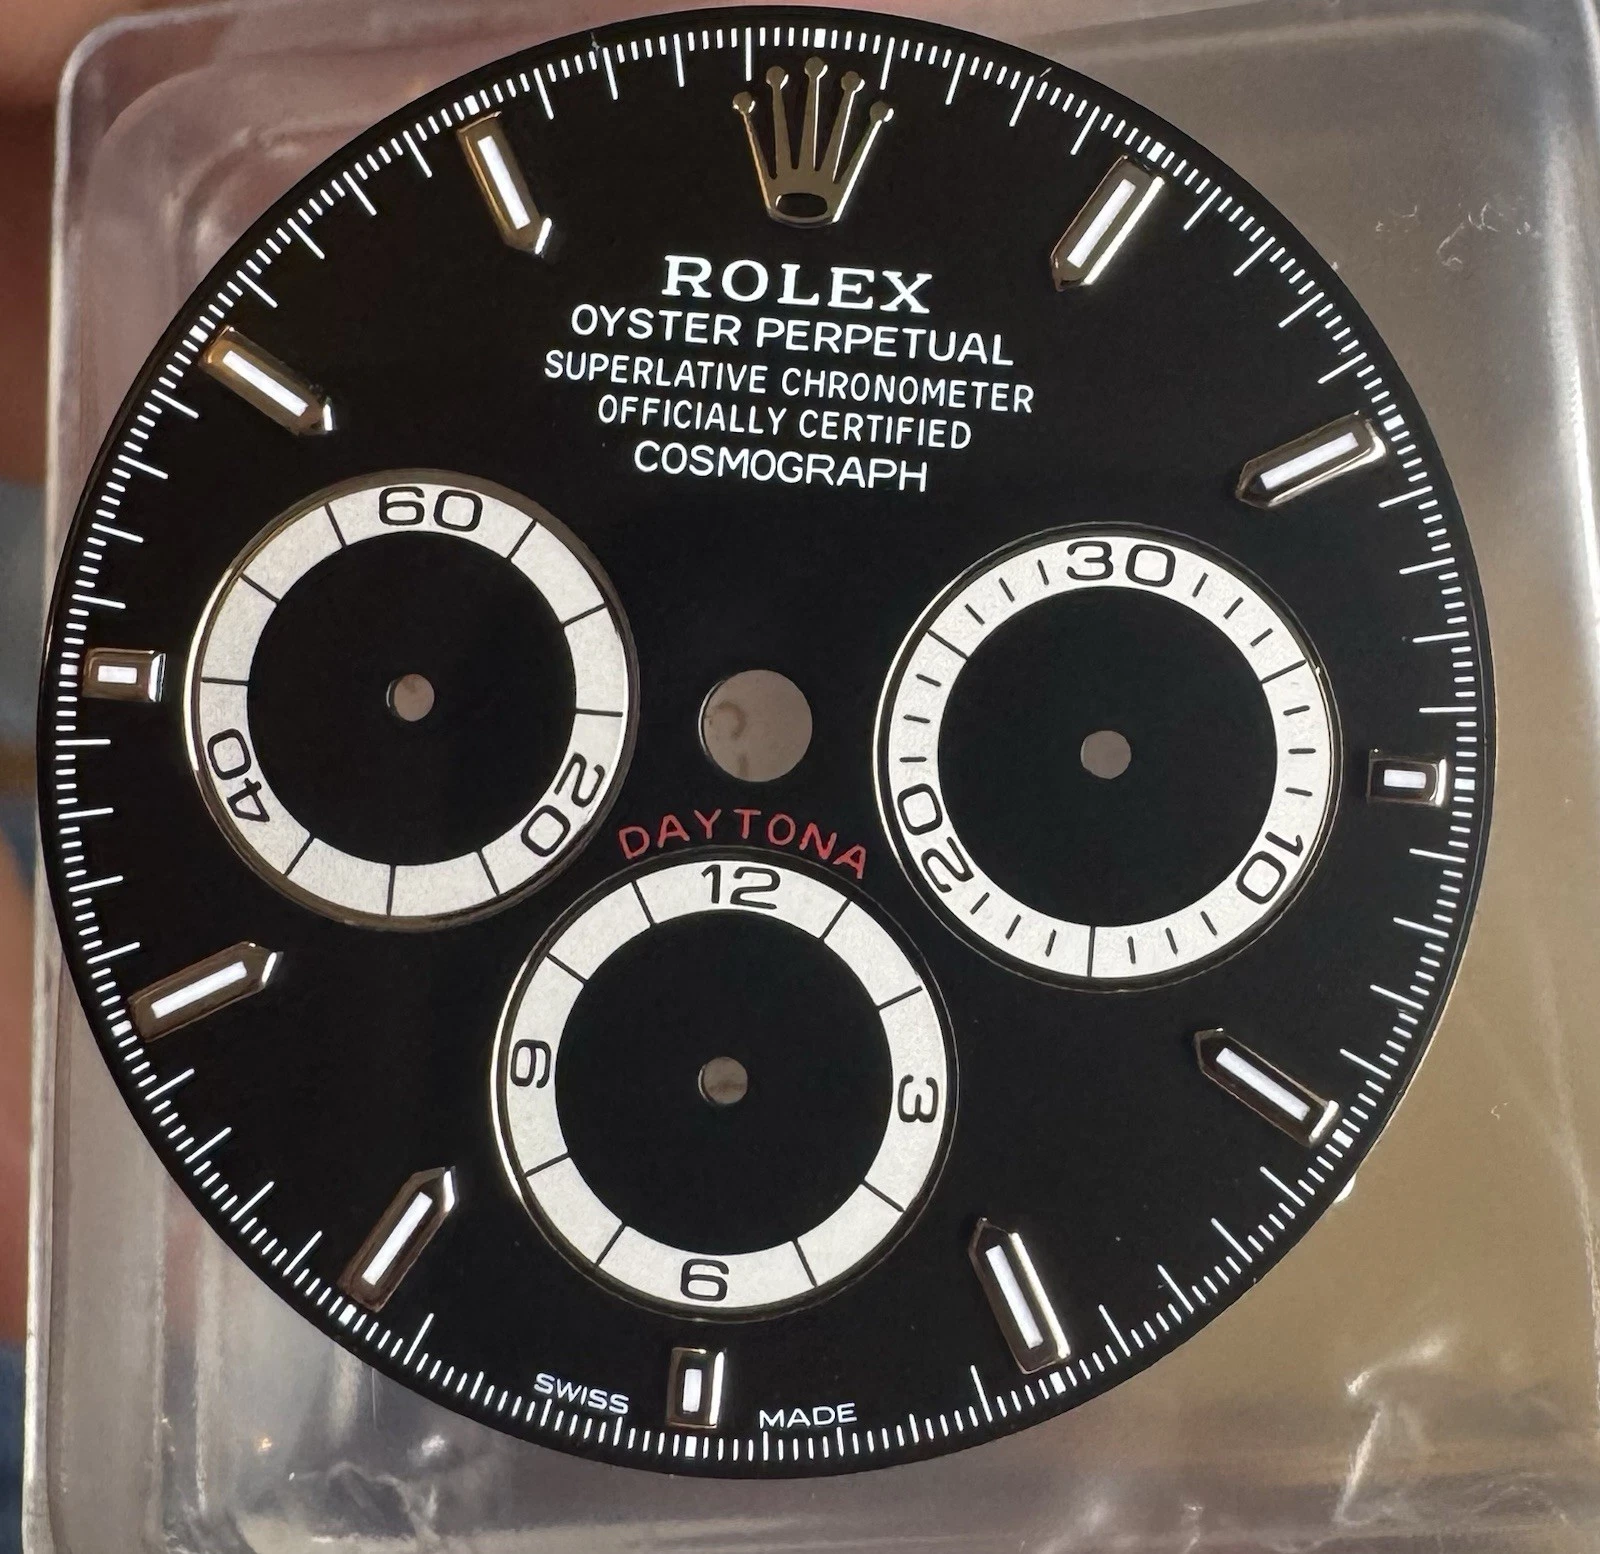 ROLEX
OYSTER PERPETUAL
SUPERLATIVE CHRONOMETER
OFFICIALLY CERTIFIED
COSMOGRAPH
60
20
40
30
10
20
DAYTONA
12
3
6
9
SWISS MADE